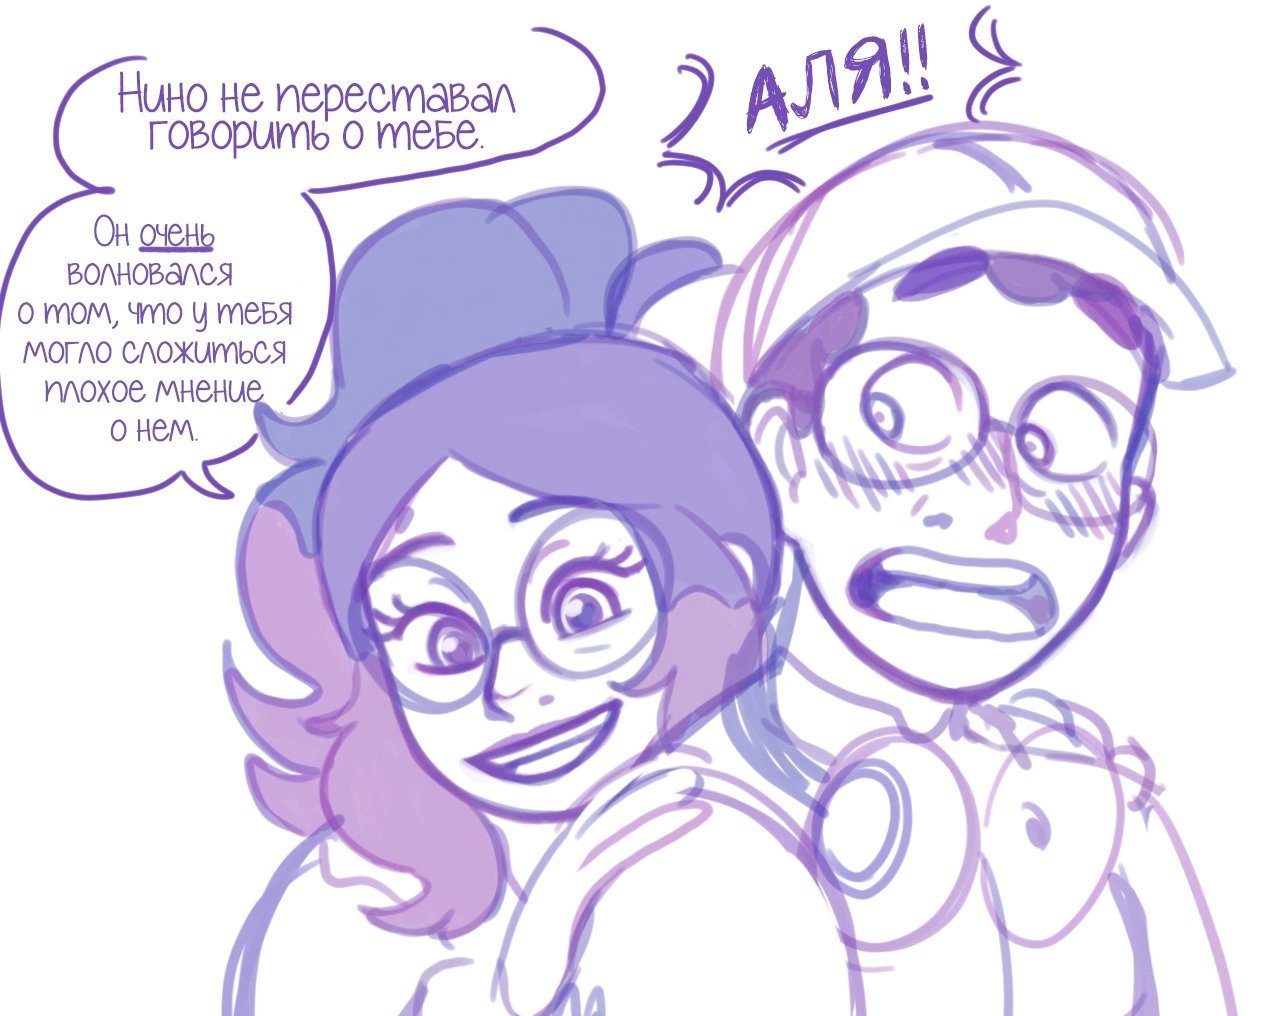 Нино не переставал
говорить о тебе.
Он очень
волновался
о том, что у тебя
могло сложиться
плохое мнение
о нем.
АЛЯ!!